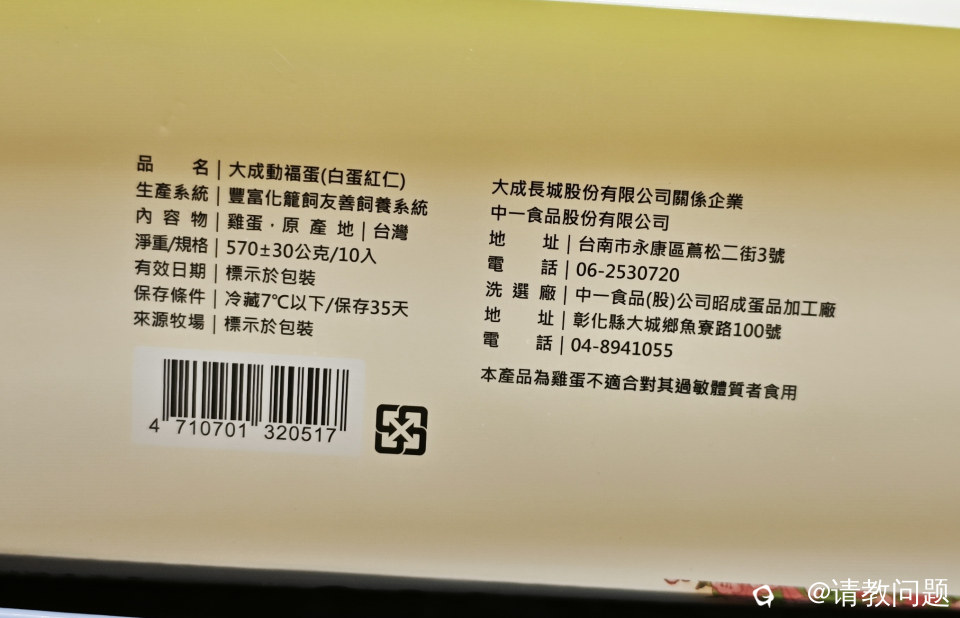 品名｜大成動福蛋(白蛋紅仁)
生產系統｜豐富化籠飼友善飼養系統
內容物｜雞蛋，原產地｜台灣
淨重/規格｜570±30公克/10入
有效日期｜標示於包裝
保存條件｜冷藏7℃以下/保存35天
來源牧場｜標示於包裝
4 710701 320517
大成長城股份有限公司關係企業
中一食品股份有限公司
地址｜台南市永康區蔦松二街3號
電話｜06-2530720
洗選廠｜中一食品(股)公司昭成蛋品加工廠
地址｜彰化縣大城鄉魚寮路100號
電話｜04-8941055
本產品為雞蛋不適合對其過敏體質者食用
@请教问题